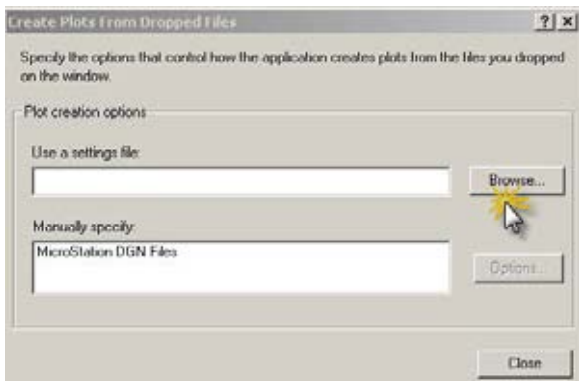 Create Plots From Dropped Files
Specify the options that control how the application creates plots from the files you dropped
on the window.
Plot creation options
Use a settings file:
Browse...
Manually specify:
MicroStation DGN Files
Options...
Close